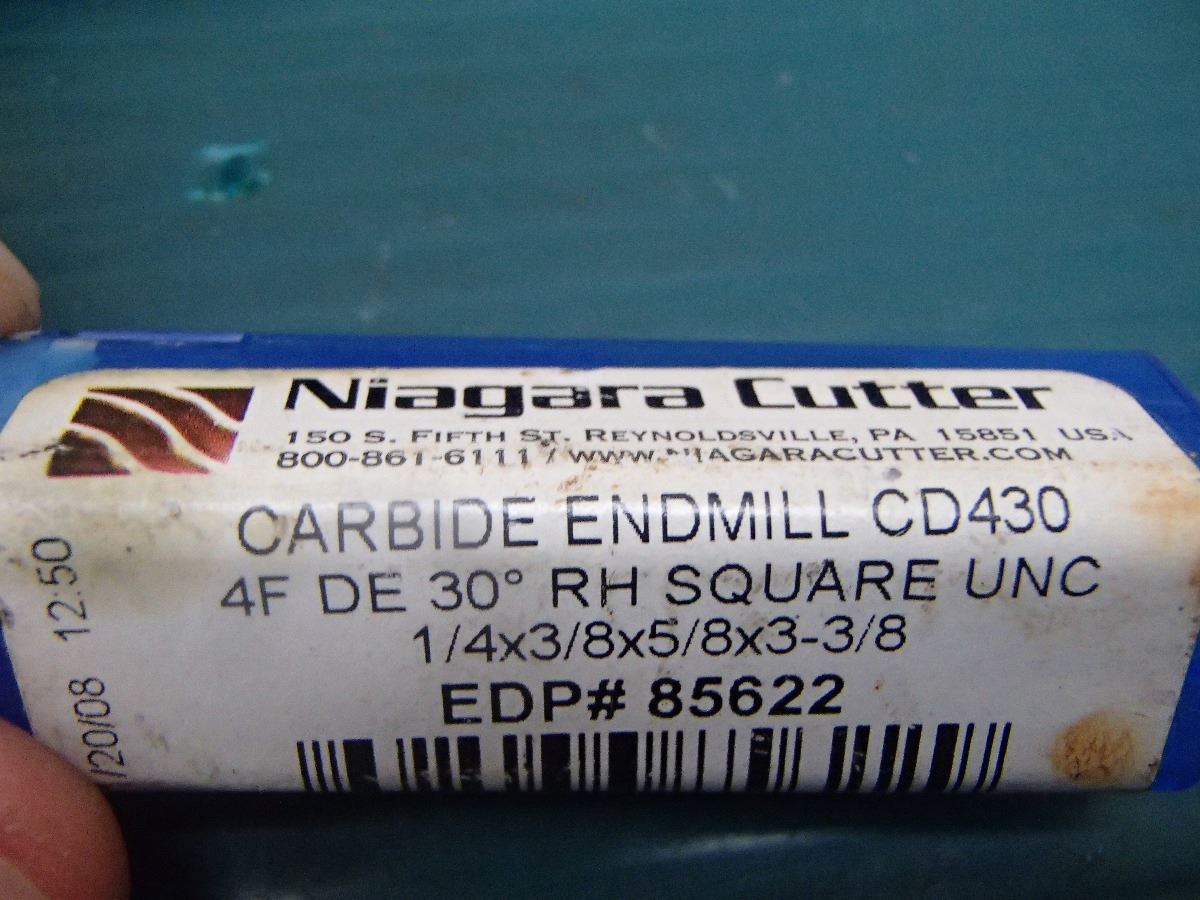 Niagara Cutter
150 S. FIFTH ST. REYNOLDSVILLE, PA 15851 USA
800-861-6111 / WWW.NIAGARACUTTER.COM
CARBIDE ENDMILL CD430
4F DE 30° RH SQUARE UNC
1/4x3/8x5/8x3-3/8
EDP# 85622
/20/08 12:50